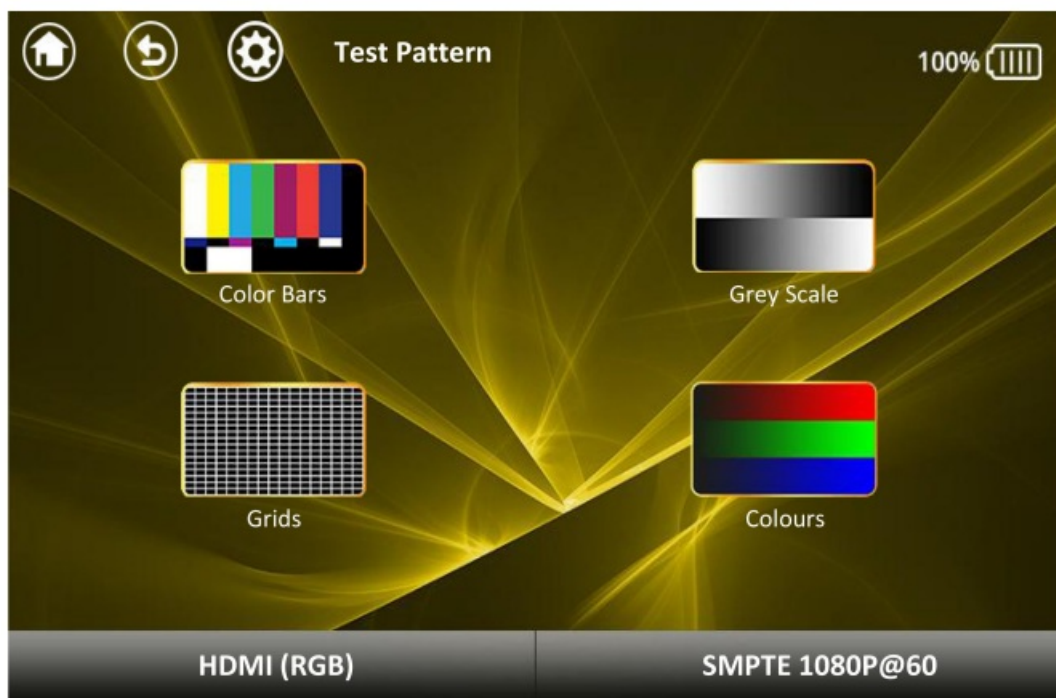 Test Pattern
100%
Color Bars
Grey Scale
Grids
Colours
HDMI (RGB)
SMPTE 1080P@60